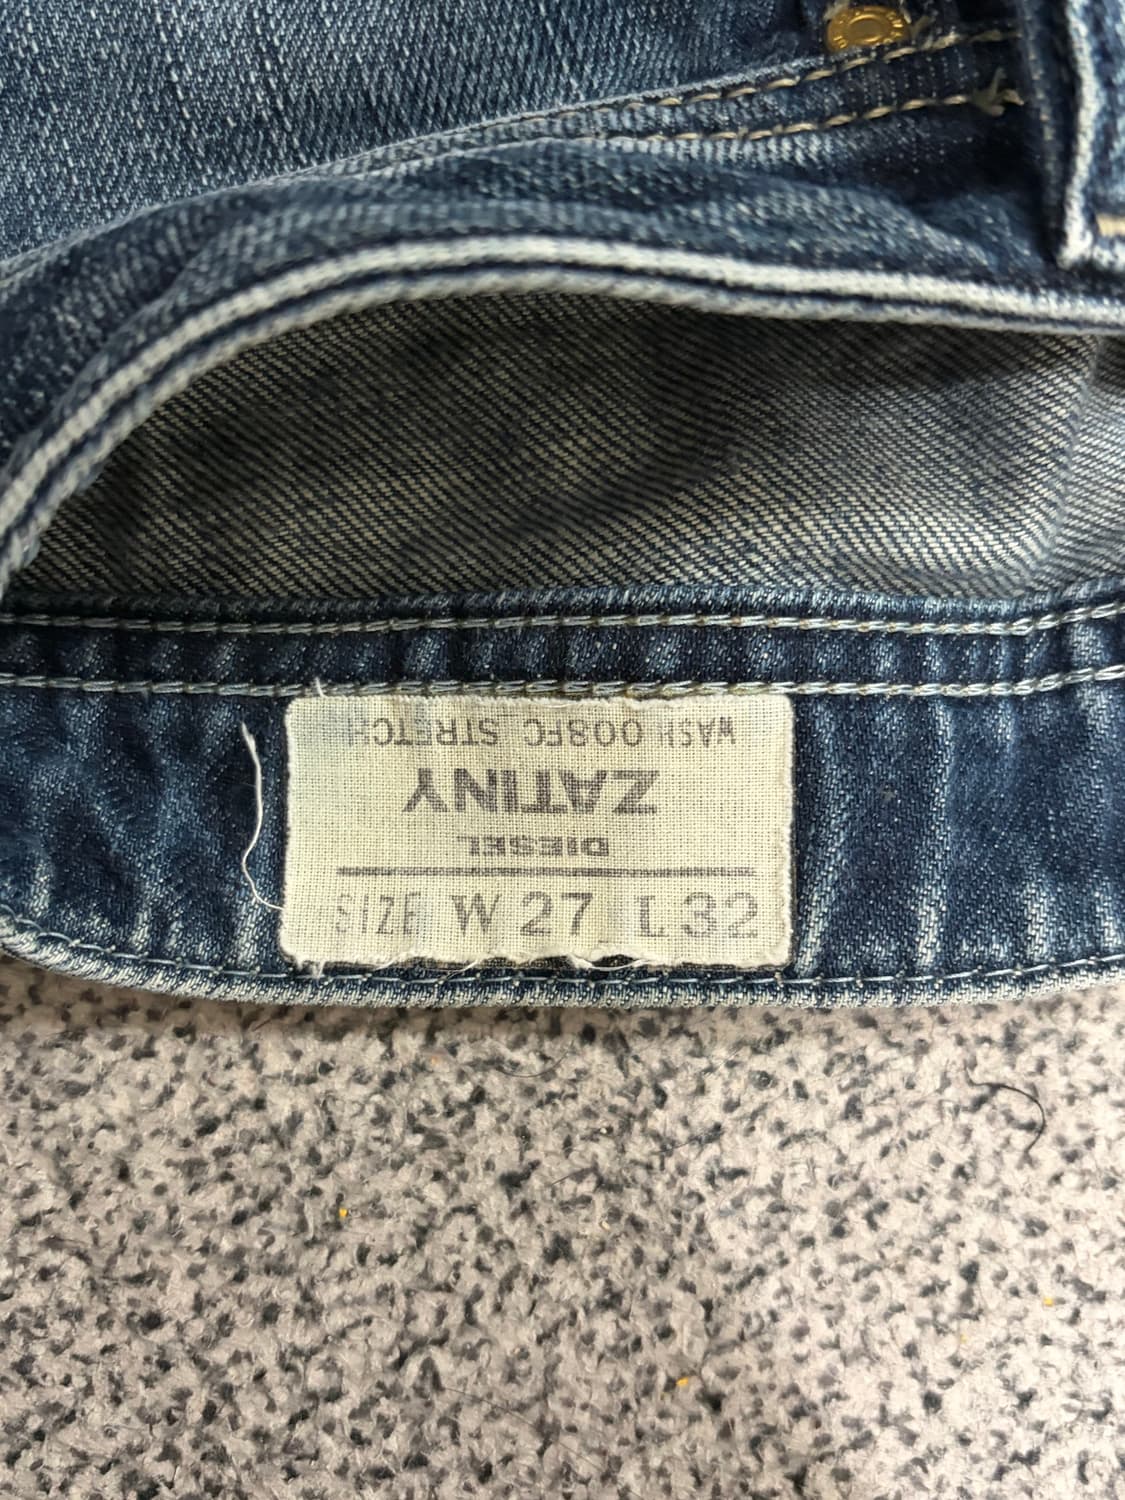 WASH 008FC STRETCH
ZATINY
DIESEL
SIZE W 27 L 32